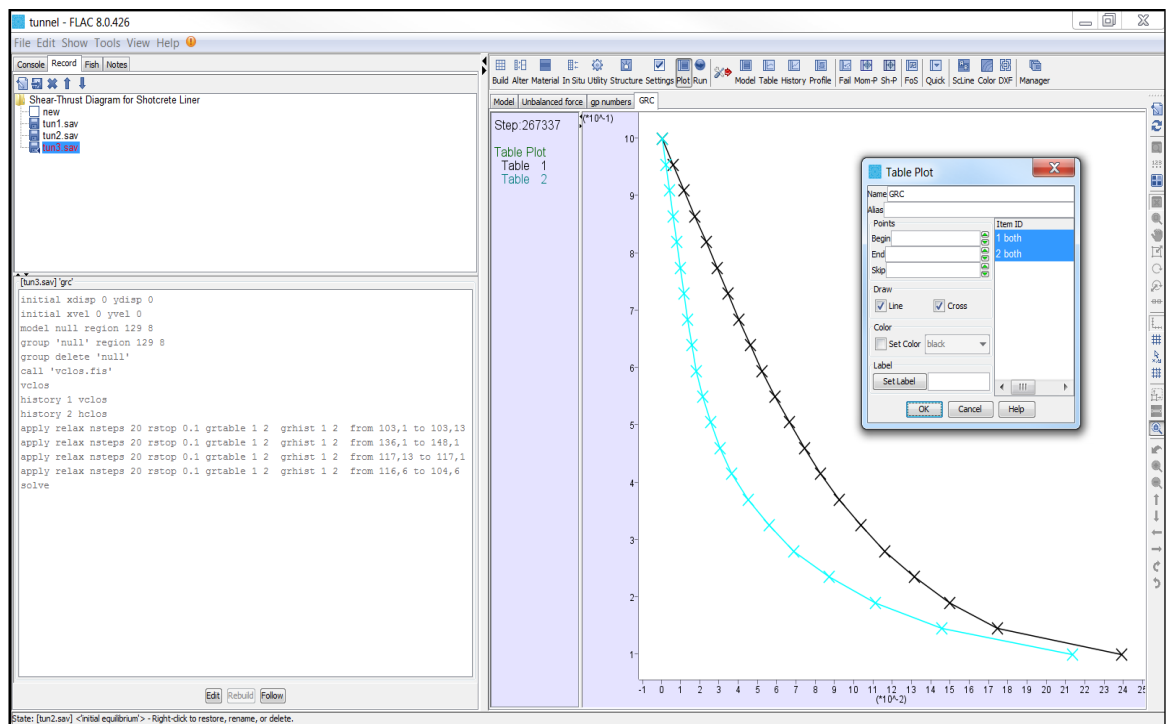 tunnel - FLAC 8.0.426
File Edit Show Tools View Help
Console Record Fish Notes
Shear-Thrust Diagram for Shotcrete Liner
new
tun1.sav
tun2.sav
tun3.sav
[tun3.sav] 'grc'
initial xdisp 0 ydisp 0
initial xvel 0 yvel 0
model null region 129 8
group 'null' region 129 8
group delete 'null'
call 'vclos.fis'
vclos
history 1 vclos
history 2 hclos
apply relax nsteps 20 rstop 0.1 grtable 1 2 grhist 1 2 from 103,1 to 103,13
apply relax nsteps 20 rstop 0.1 grtable 1 2 grhist 1 2 from 136,1 to 148,1
apply relax nsteps 20 rstop 0.1 grtable 1 2 grhist 1 2 from 117,13 to 117,1
apply relax nsteps 20 rstop 0.1 grtable 1 2 grhist 1 2 from 116,6 to 104,6
solve
Edit Rebuild Follow
State: [tun2.sav] <'initial equilibrium'> - Right-click to restore, rename, or delete.
Build Alter Material In Situ Utility Structure Settings Plot Run Model Table History Profile Fail Mom-P Sh-P FoS Quick ScLine Color DXF Manager
Model Unbalanced force gp numbers GRC
Step:267337
Table Plot
Table 1
Table 2
(*10^-1)
10
9
8
7
6
5
4
3
2
1
-1 0 1 2 3 4 5 6 7 8 9 10 11 12 13 14 15 16 17 18 19 20 21 22 23 24 25
(*10^-2)
Table Plot
Name GRC
Alias
Points
Begin
End
Skip
Item ID
1 both
2 both
Draw
Line Cross
Color
Set Color black
Label
Set Label
OK Cancel Help